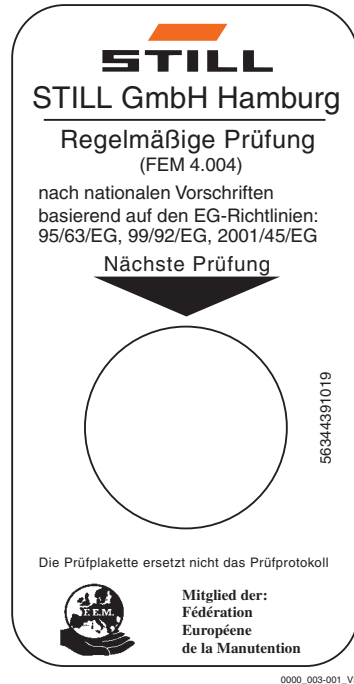 STILL
STILL GmbH Hamburg
Regelmäßige Prüfung
(FEM 4.004)
nach nationalen Vorschriften
basierend auf den EG-Richtlinien:
95/63/EG, 99/92/EG, 2001/45/EG
Nächste Prüfung
56344391019
Die Prüfplakette ersetzt nicht das Prüfprotokoll
F.E.M.
Mitglied der:
Fédération
Européene
de la Manutention